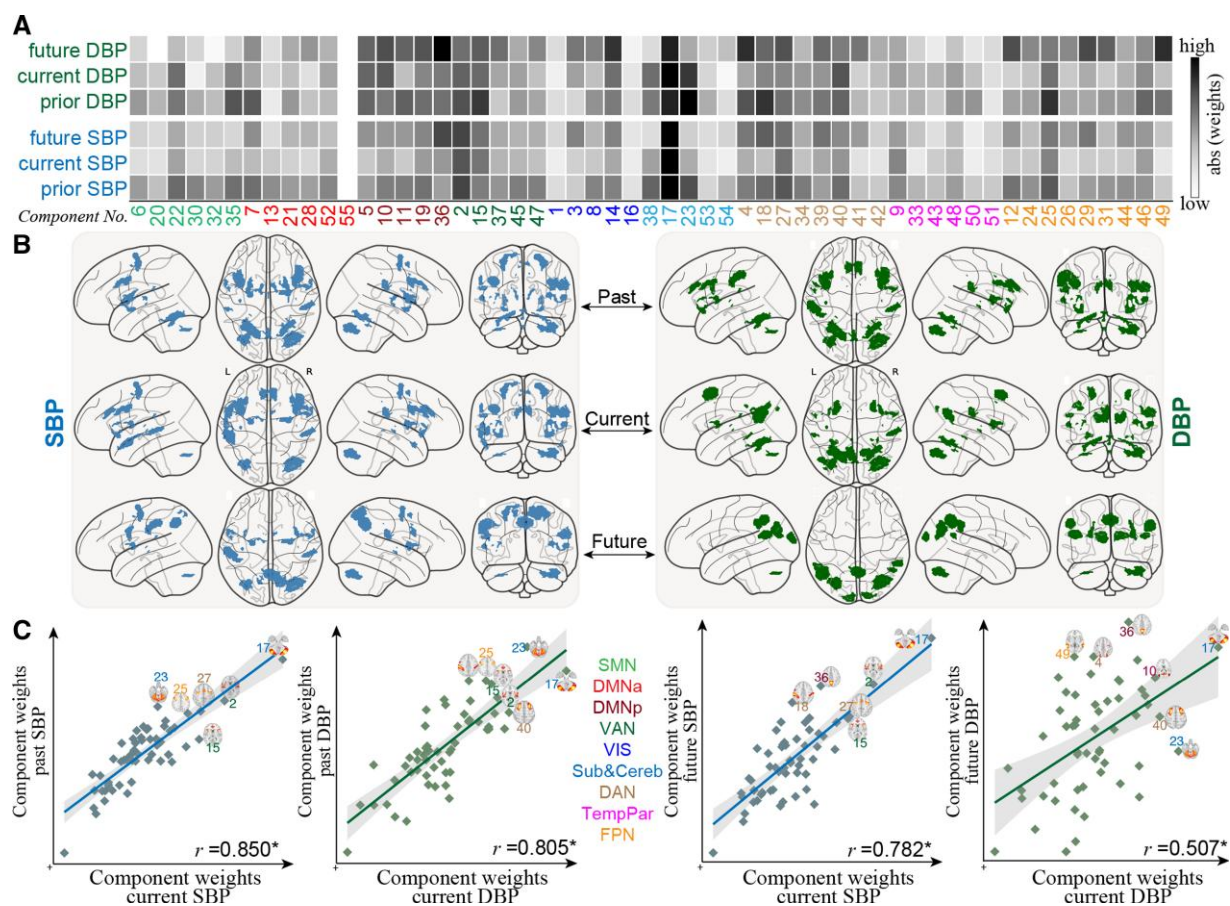 A
future DBP
current DBP
prior DBP
future SBP
current SBP
prior SBP
high
abs (weights)
low
Component No. 6 20 22 30 32 35 7 13 21 28 52 55 5 10 11 19 36 2 15 37 45 47 1 3 8 14 16 38 17 23 53 54 4 18 27 34 39 40 41 42 9 33 43 48 50 51 12 24 25 26 29 31 44 46 49
B
SBP
Past
L R
Current
L R
Future
DBP
C
Component weights
past SBP
23
25
27
17
2
15
r =0.850*
Component weights
current SBP
Component weights
past DBP
25
23
15
2
17
40
r =0.805*
Component weights
current DBP
SMN
DMNa
DMNp
VAN
VIS
Sub&Cereb
DAN
TempPar
FPN
Component weights
future SBP
36
18
2
17
27
15
r =0.782*
Component weights
current SBP
Component weights
future DBP
49
4
36
17
10
40
23
r =0.507*
Component weights
current DBP